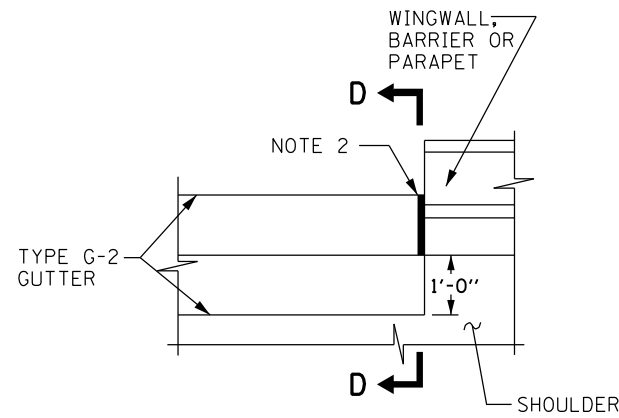 WINGWALL,
BARRIER OR
PARAPET
D
NOTE 2
TYPE G-2
GUTTER
1'-0"
D
SHOULDER